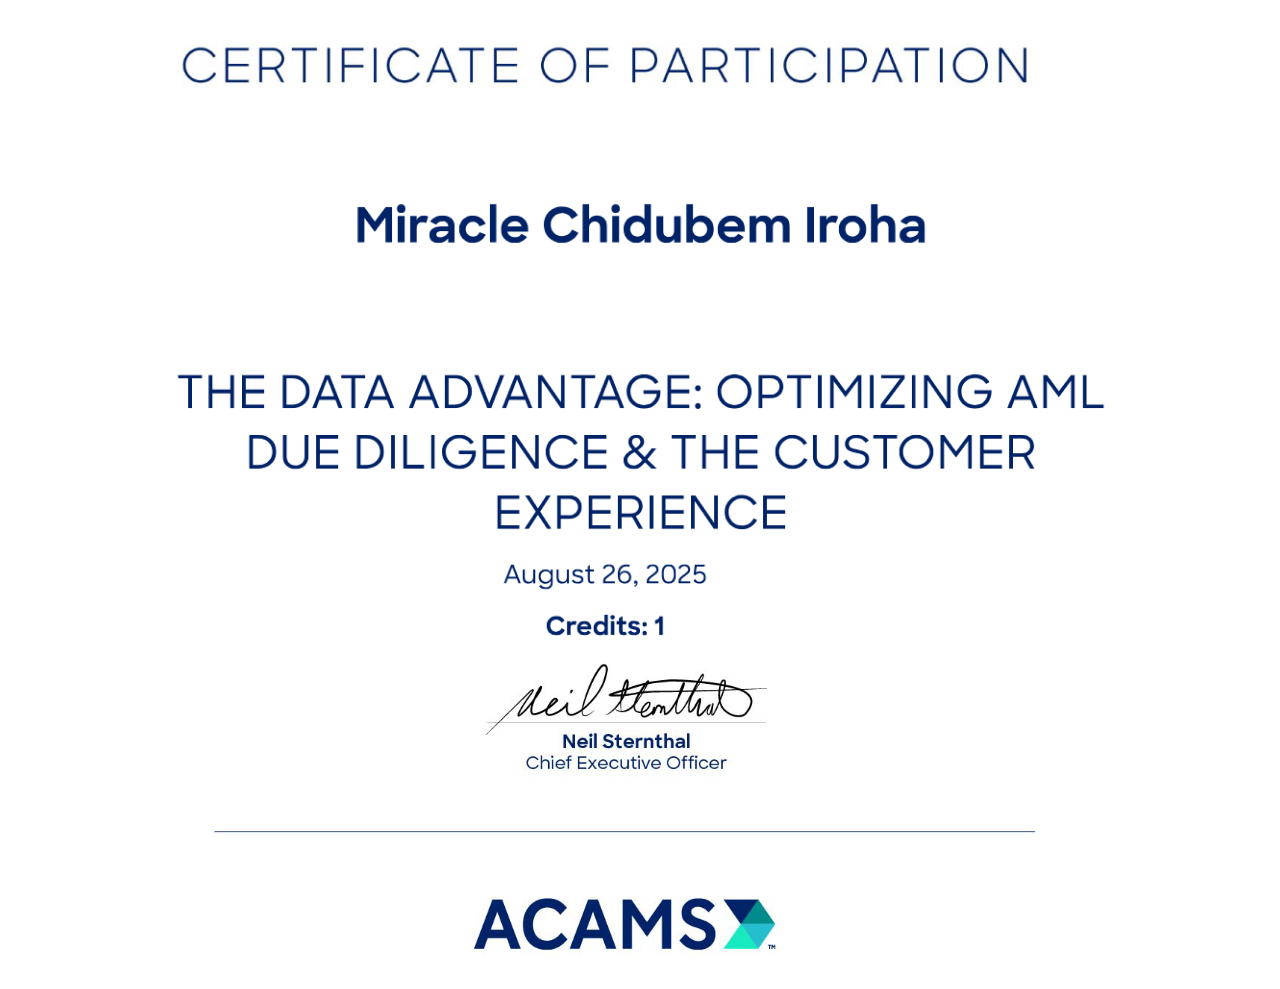 CERTIFICATE OF PARTICIPATION
Miracle Chidubem Iroha
THE DATA ADVANTAGE: OPTIMIZING AML
DUE DILIGENCE & THE CUSTOMER
EXPERIENCE
August 26, 2025
Credits: 1
Neil Sternthal
Neil Sternthal
Chief Executive Officer
ACAMS™